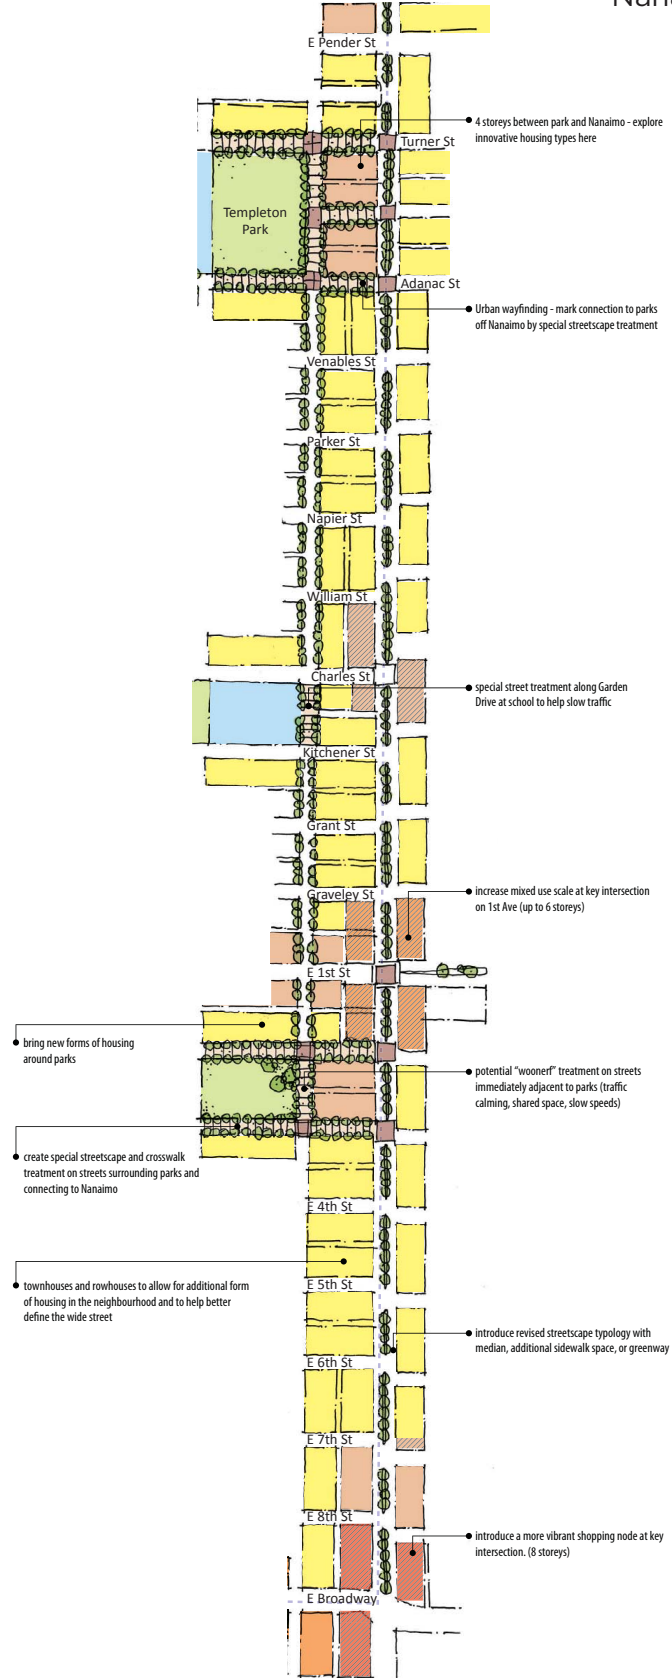 E Pender St
4 storeys between park and Nanaimo - explore
innovative housing types here
Turner St
Templeton
Park
Adanac St
Urban wayfinding - mark connection to parks
off Nanaimo by special streetscape treatment
Venables St
Parker St
Napier St
William St
Charles St
special street treatment along Garden
Drive at school to help slow traffic
Kitchener St
Grant St
Graveley St
increase mixed use scale at key intersection
on 1st Ave (up to 6 storeys)
E 1st St
bring new forms of housing
around parks
potential “woonerf” treatment on streets
immediately adjacent to parks (traffic
calming, shared space, slow speeds)
create special streetscape and crosswalk
treatment on streets surrounding parks and
connecting to Nanaimo
E 4th St
townhouses and rowhouses to allow for additional form
of housing in the neighbourhood and to help better
define the wide street
E 5th St
introduce revised streetscape typology with
median, additional sidewalk space, or greenway
E 6th St
E 7th St
E 8th St
introduce a more vibrant shopping node at key
intersection. (8 storeys)
E Broadway